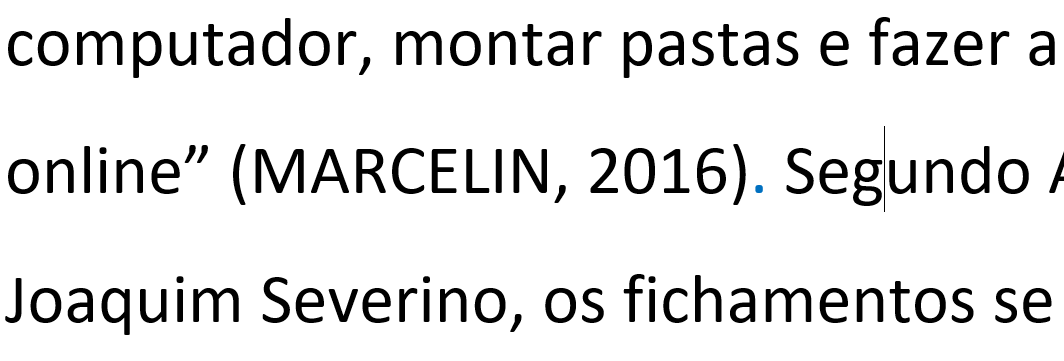 computador, montar pastas e fazer a
online” (MARCELIN, 2016). Segundo
Joaquim Severino, os fichamentos se